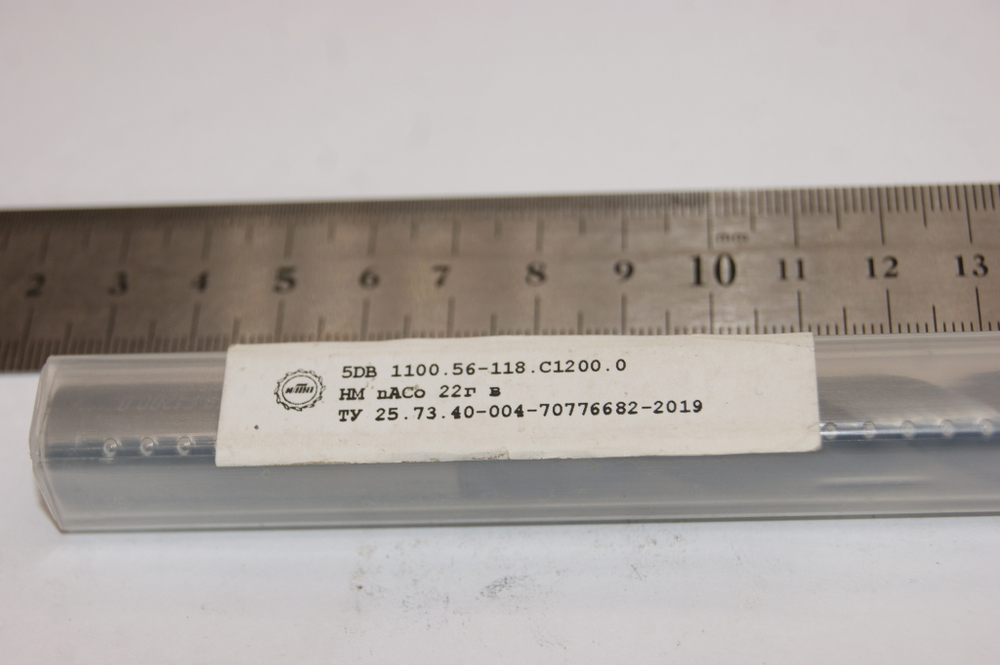 2 3 4 5 6 7 8 9 10 11 12 13
mm
5DB 1100.56-118.C1200.0
НМ пАСо 22г в
ТУ 25.73.40-004-70776682-2019